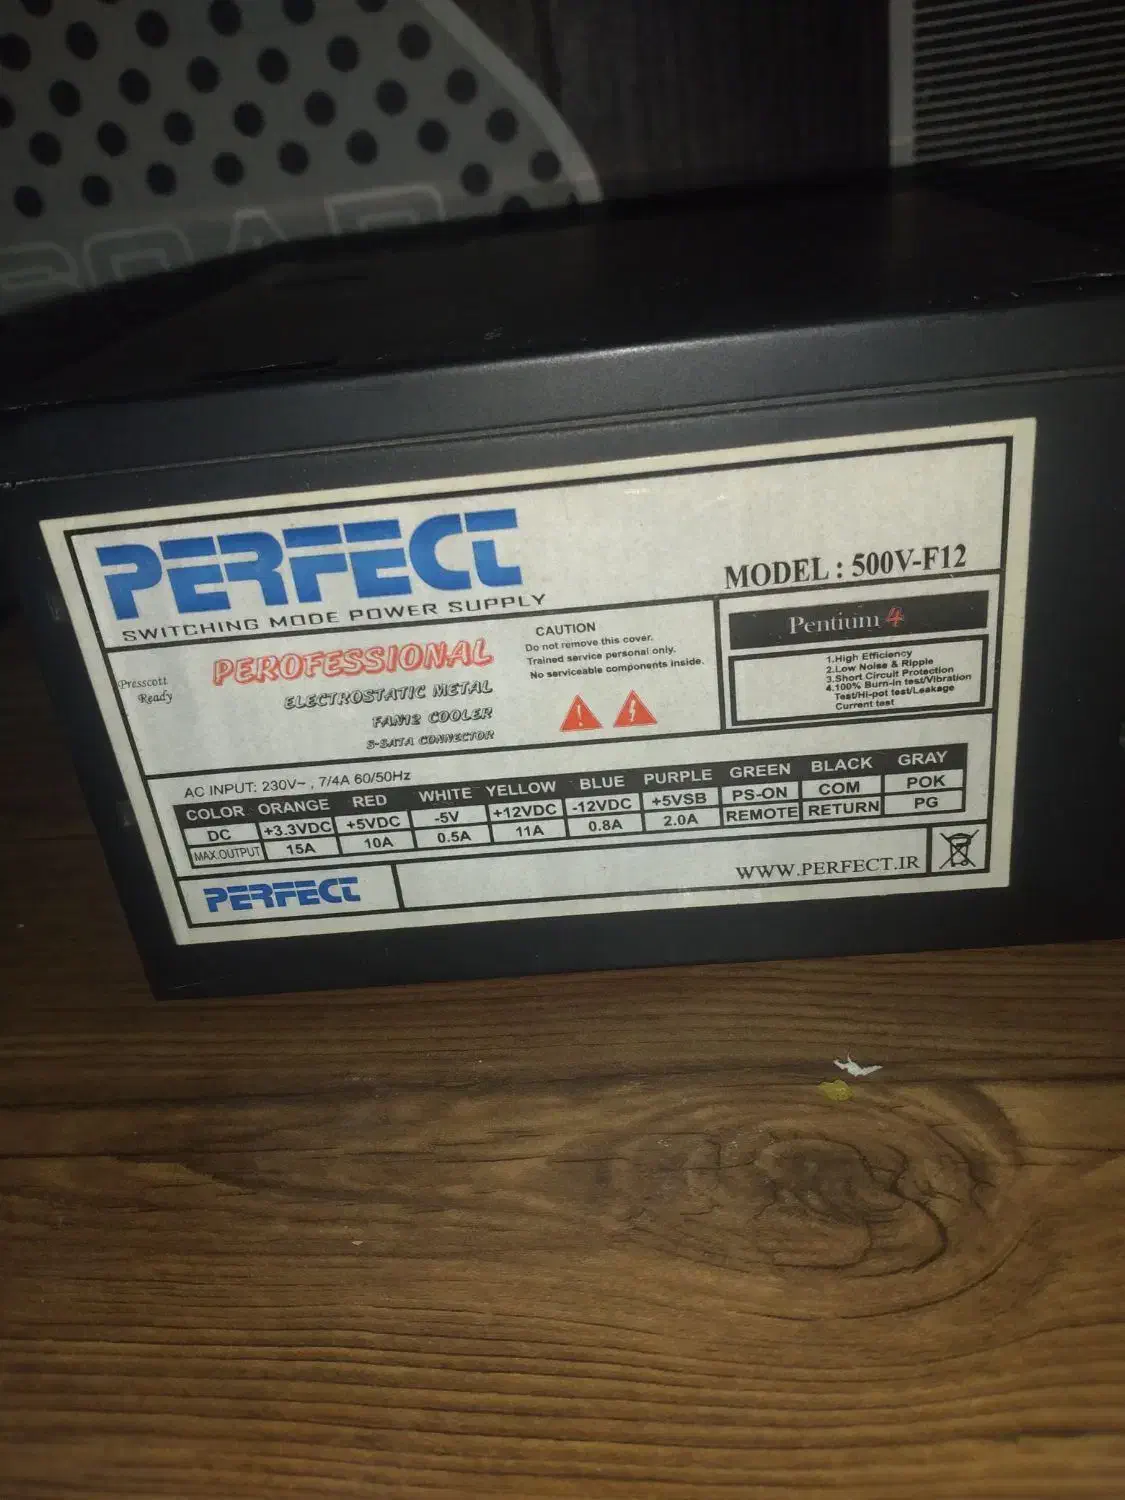 PERFECT
SWITCHING MODE POWER SUPPLY
MODEL : 500V-F12
Presscott
Ready
PEROFESSIONAL
ELECTROSTATIC METAL
FAN12 COOLER
S-SATA CONNECTOR
CAUTION
Do not remove this cover.
Trained service personal only.
No serviceable components inside.
Pentium 4
1.High Efficiency
2.Low Noise & Ripple
3.Short Circuit Protection
4.100% Burn-in test/Vibration
Test/Hi-pot test/Leakage
Current test
AC INPUT: 230V~ , 7/4A 60/50Hz
COLOR ORANGE RED WHITE YELLOW BLUE PURPLE GREEN BLACK GRAY
DC +3.3VDC +5VDC -5V +12VDC -12VDC +5VSB PS-ON COM POK
MAX.OUTPUT 15A 10A 0.5A 11A 0.8A 2.0A REMOTE RETURN PG
PERFECT
WWW.PERFECT.IR